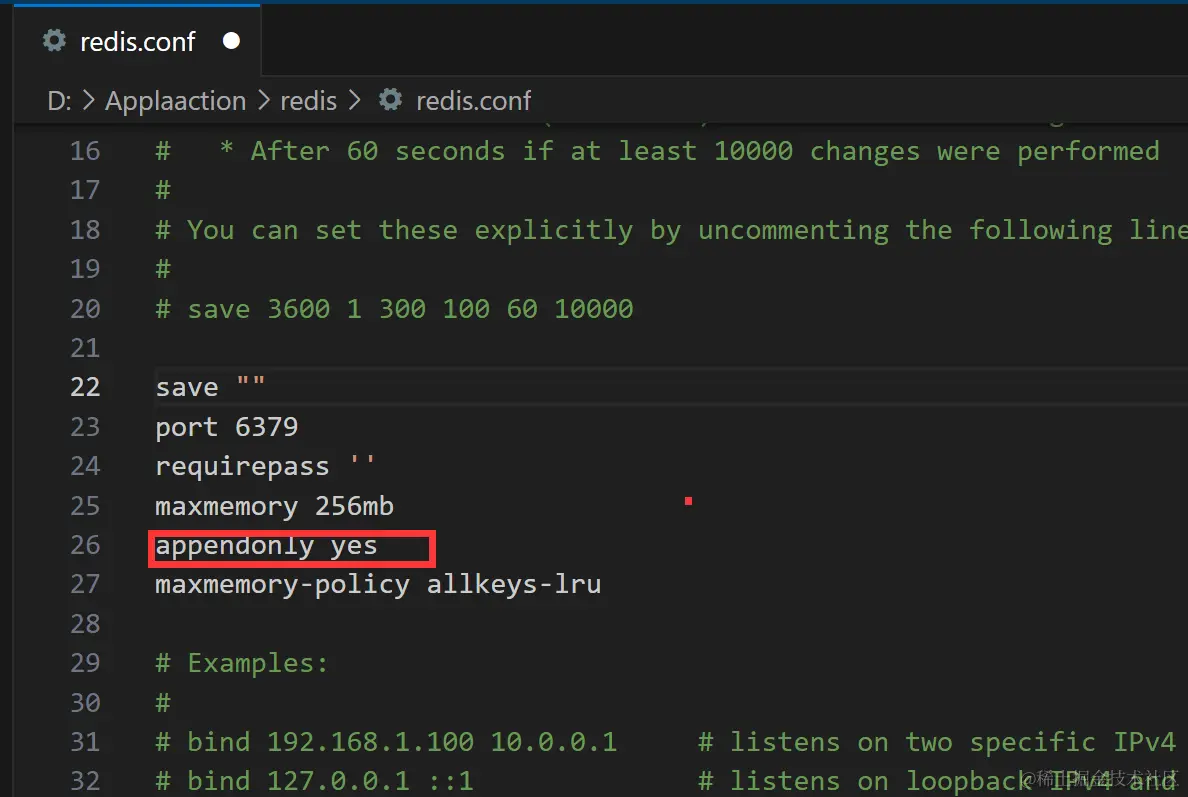 redis.conf
D: > Applaaction > redis > redis.conf
16 #   * After 60 seconds if at least 10000 changes were performed
17 #
18 # You can set these explicitly by uncommenting the following line
19 #
20 # save 3600 1 300 100 60 10000
21
22 save ""
23 port 6379
24 requirepass ''
25 maxmemory 256mb
26 appendonly yes
27 maxmemory-policy allkeys-lru
28
29 # Examples:
30 #
31 # bind 192.168.1.100 10.0.0.1     # listens on two specific IPv4
32 # bind 127.0.0.1 ::1              # listens on loopback IPv4 and
@稀土掘金技术社区